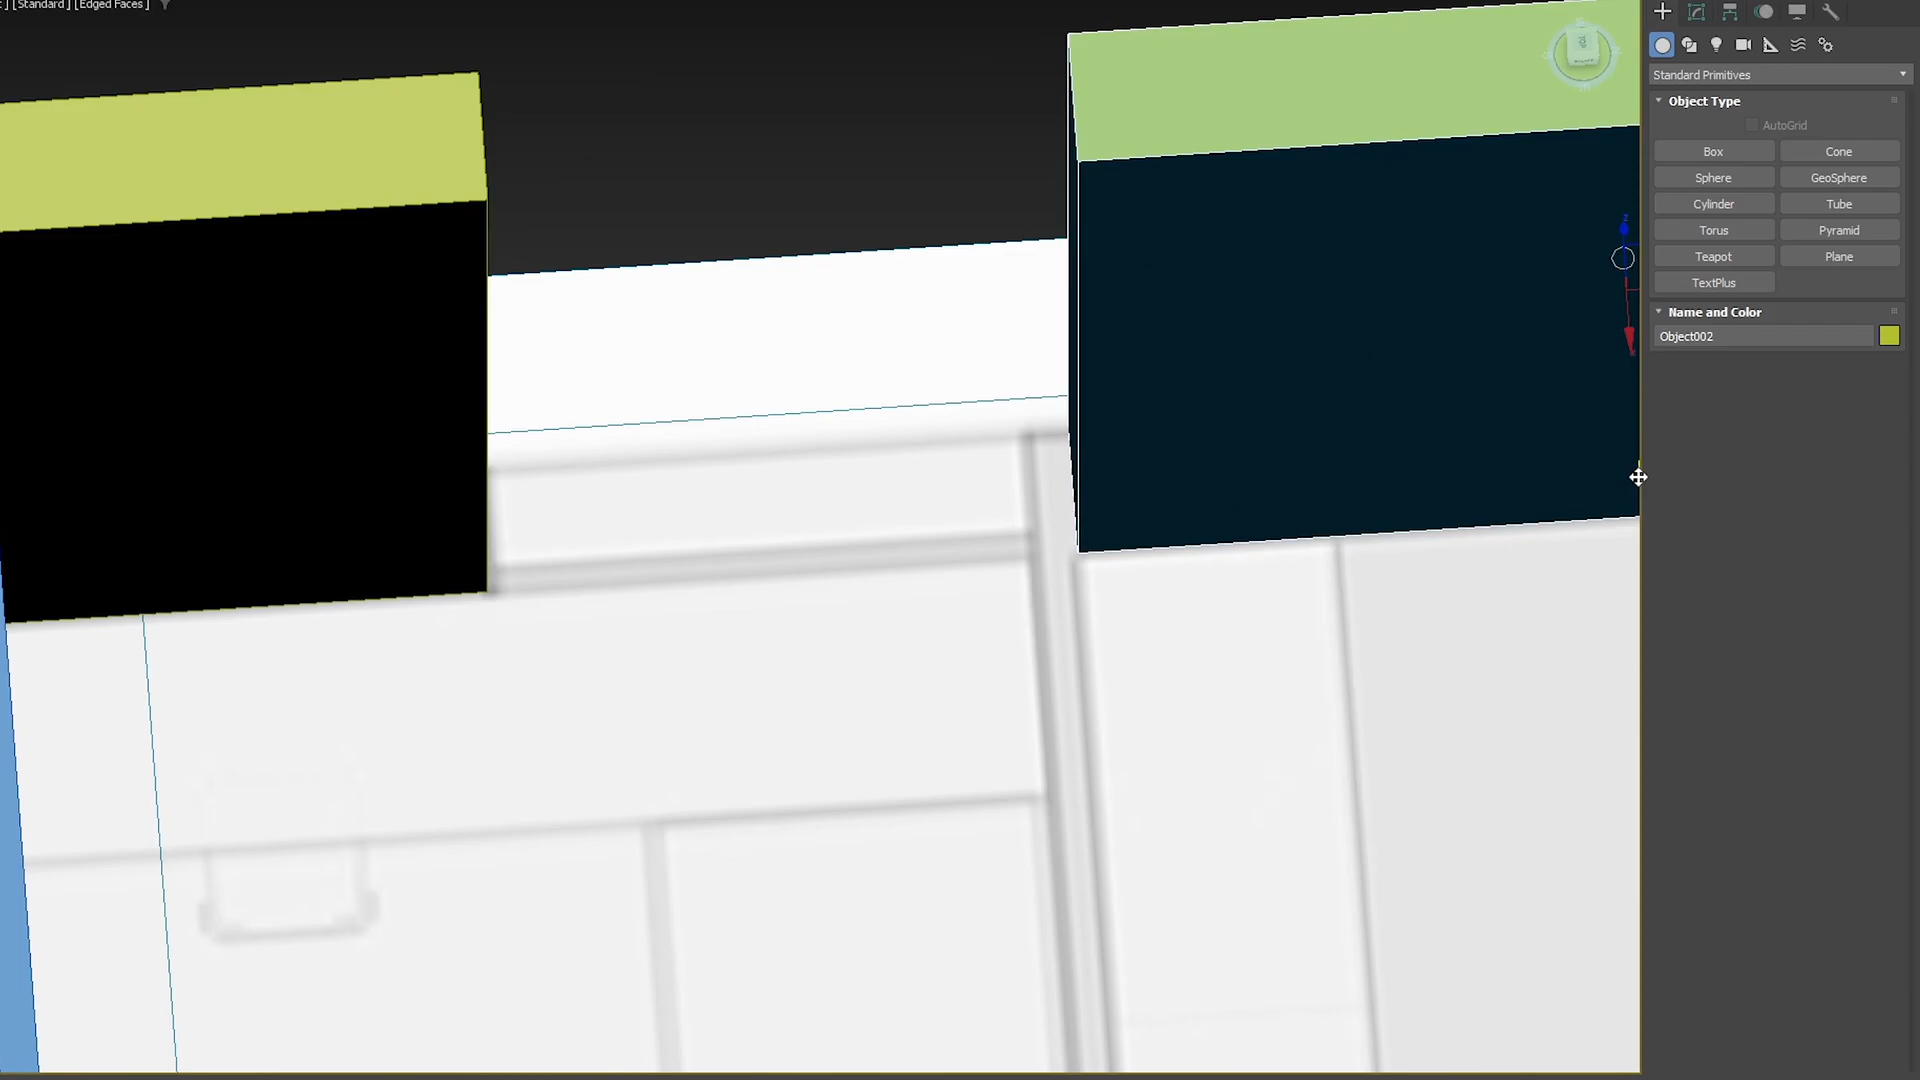 ] [Standard ] [Edged Faces ]
TOP
Standard Primitives
Object Type
AutoGrid
Box Cone
Sphere GeoSphere
Cylinder Tube
Torus Pyramid
Teapot Plane
TextPlus
Name and Color
Object002
z